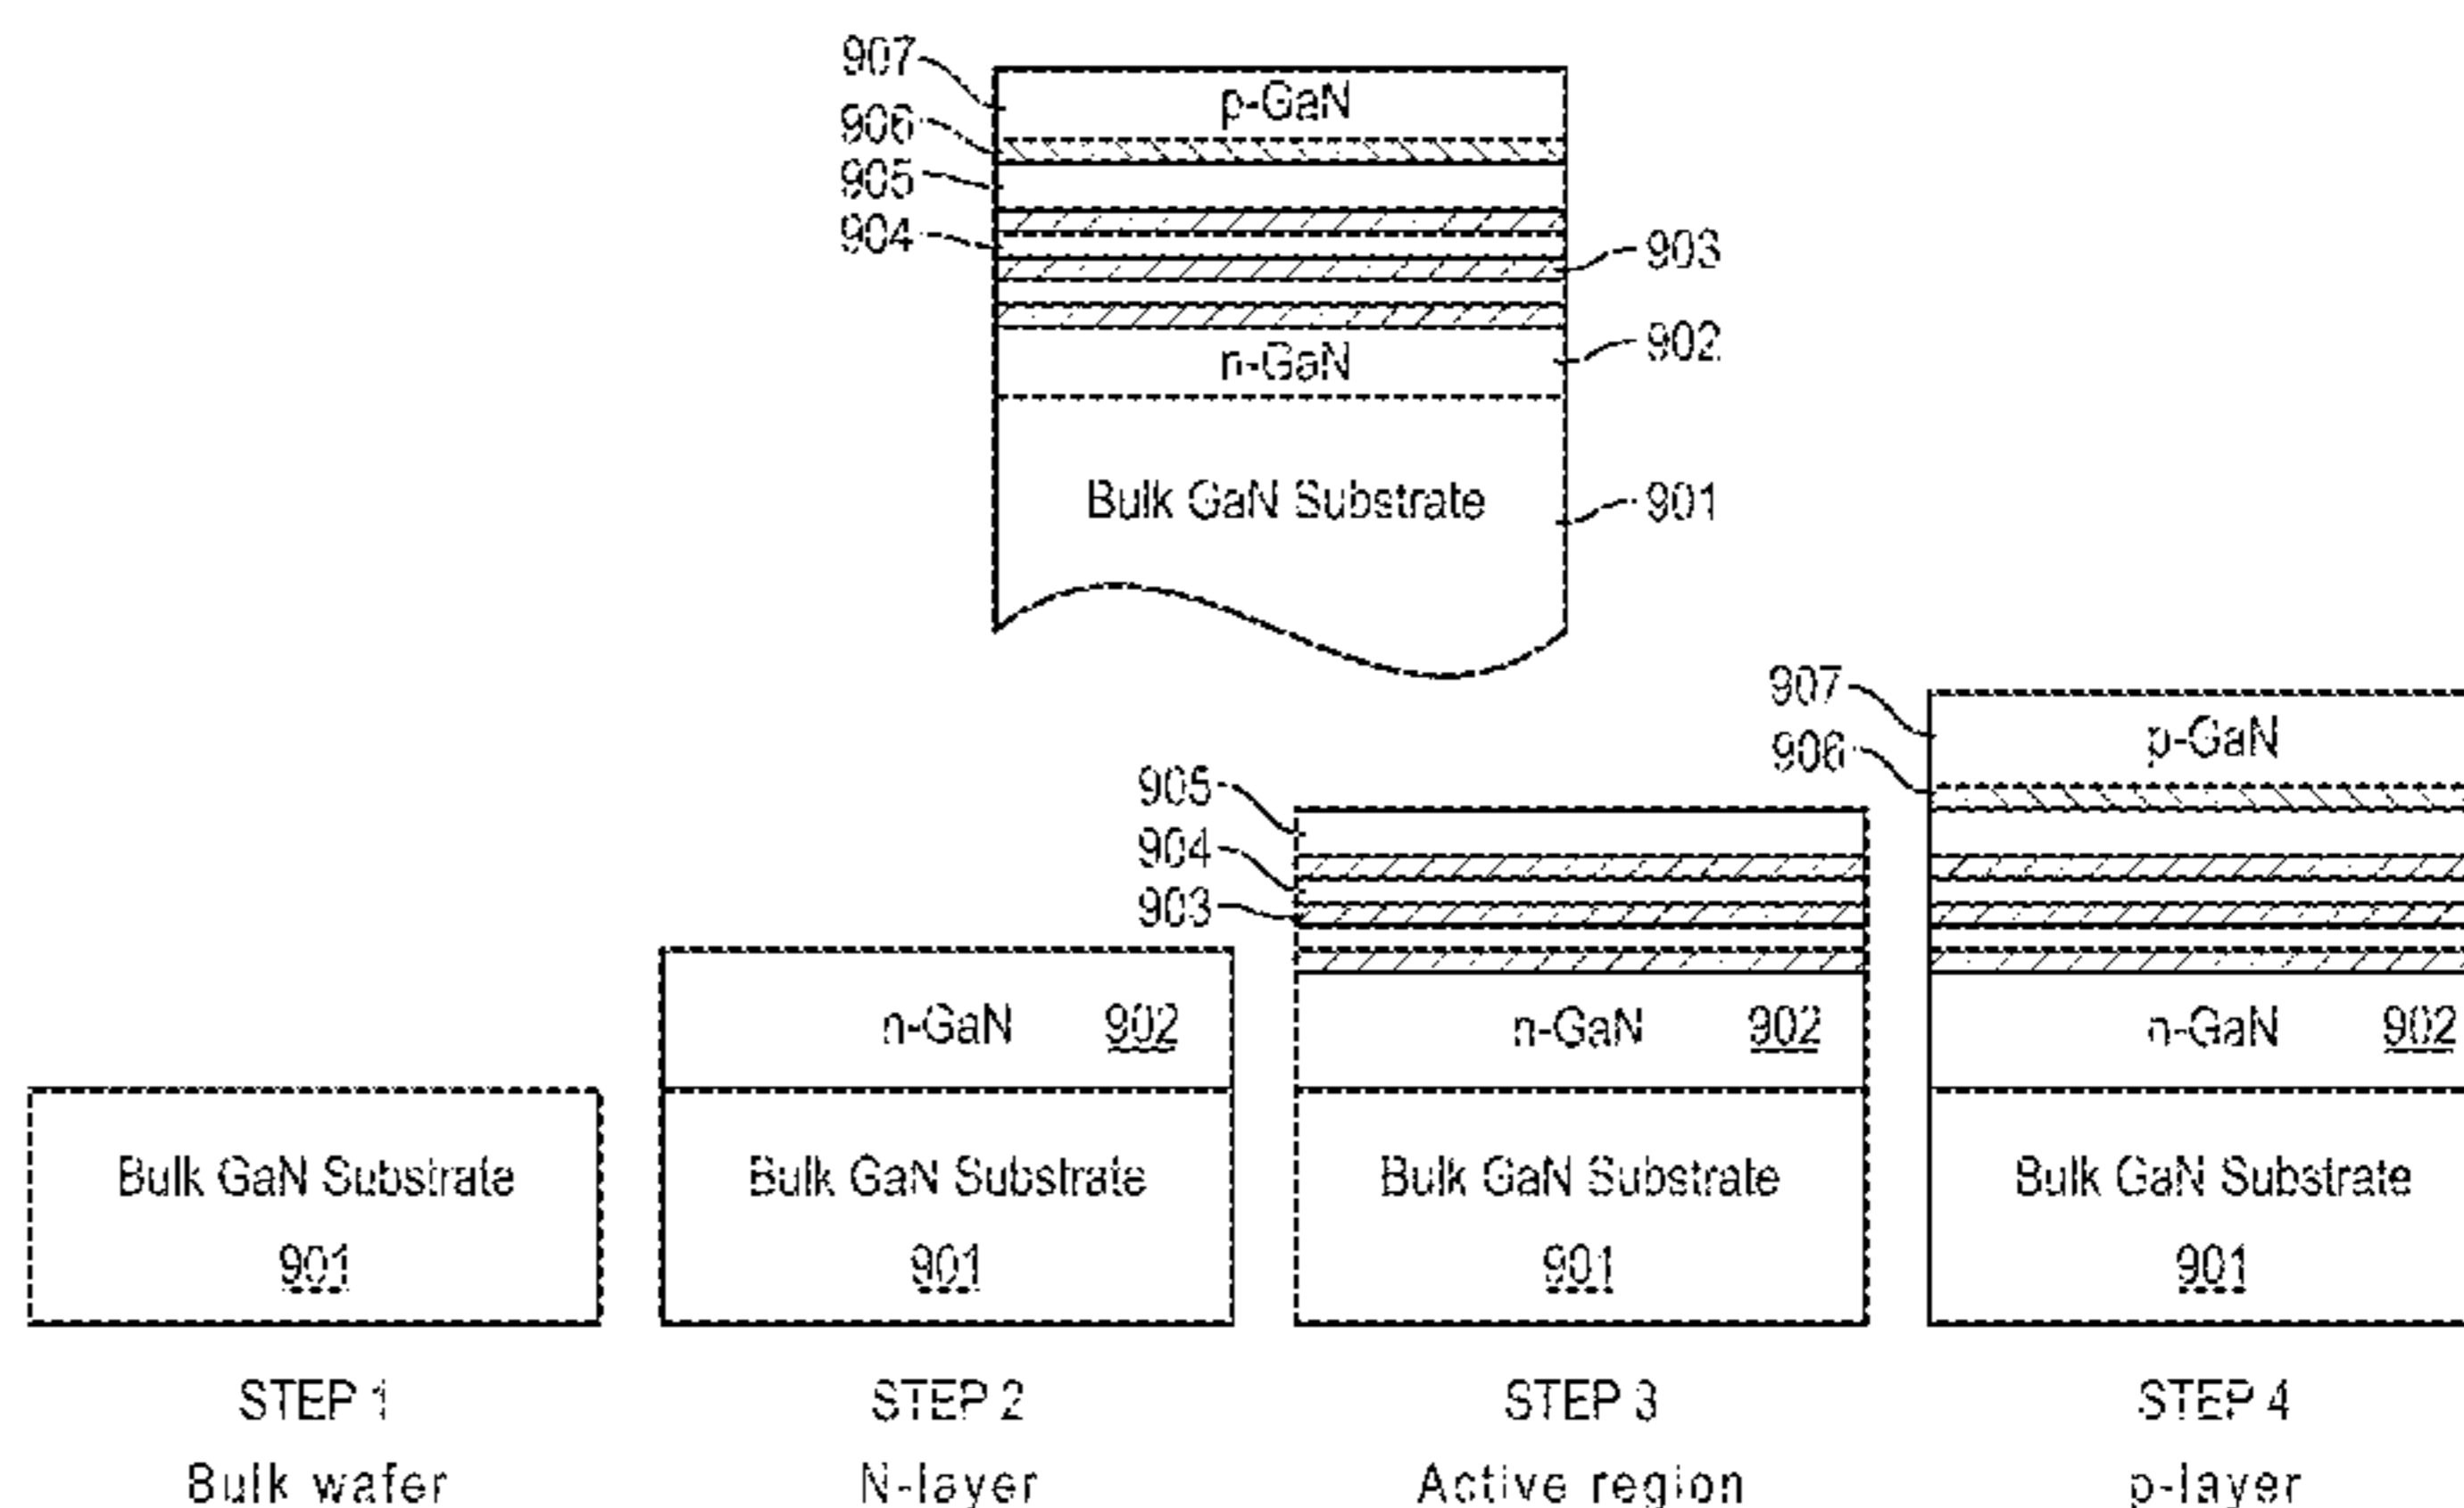 907
p-GaN
906
905
904
903
902
n-GaN
Bulk GaN Substrate
901
907
p-GaN
906
905
904
903
n-GaN 902
n-GaN 902
n-GaN 902
Bulk GaN Substrate
Bulk GaN Substrate
Bulk GaN Substrate
Bulk GaN Substrate
901
901
901
901
STEP 1
STEP 2
STEP 3
STEP 4
Bulk wafer
N-layer
Active region
p-layer